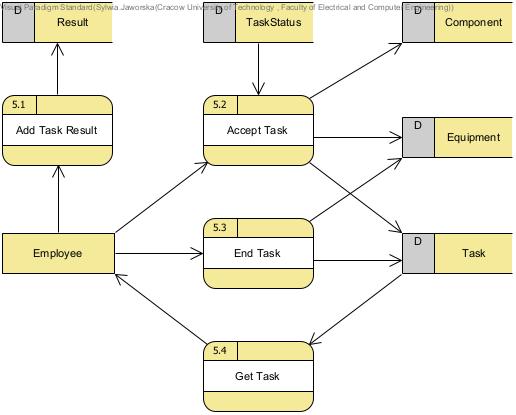 Visual Paradigm Standard(Sylwia Jaworska(Cracow University of Technology , Faculty of Electrical and Computer Engineering))
D Result
D TaskStatus
D Component
5.1
Add Task Result
5.2
Accept Task
D Equipment
Employee
5.3
End Task
D Task
5.4
Get Task